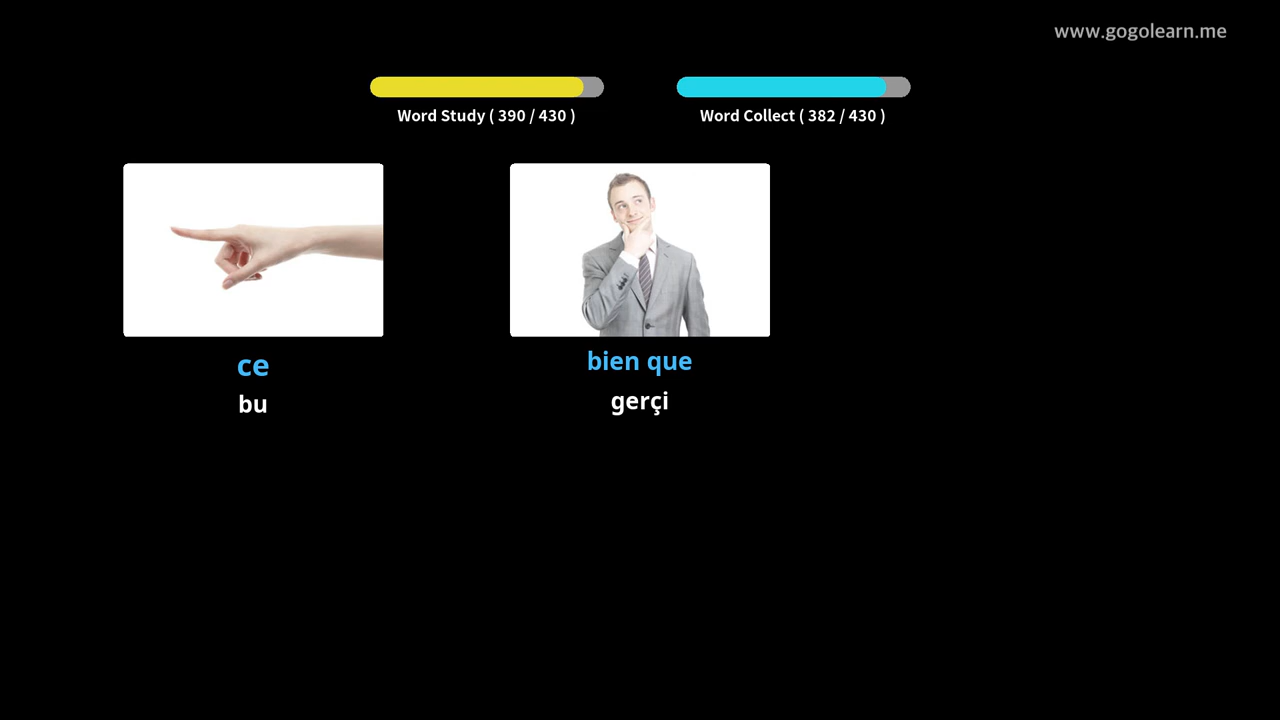 www.gogolearn.me
Word Study ( 390 / 430 )
Word Collect ( 382 / 430 )
ce
bu
bien que
gerçi